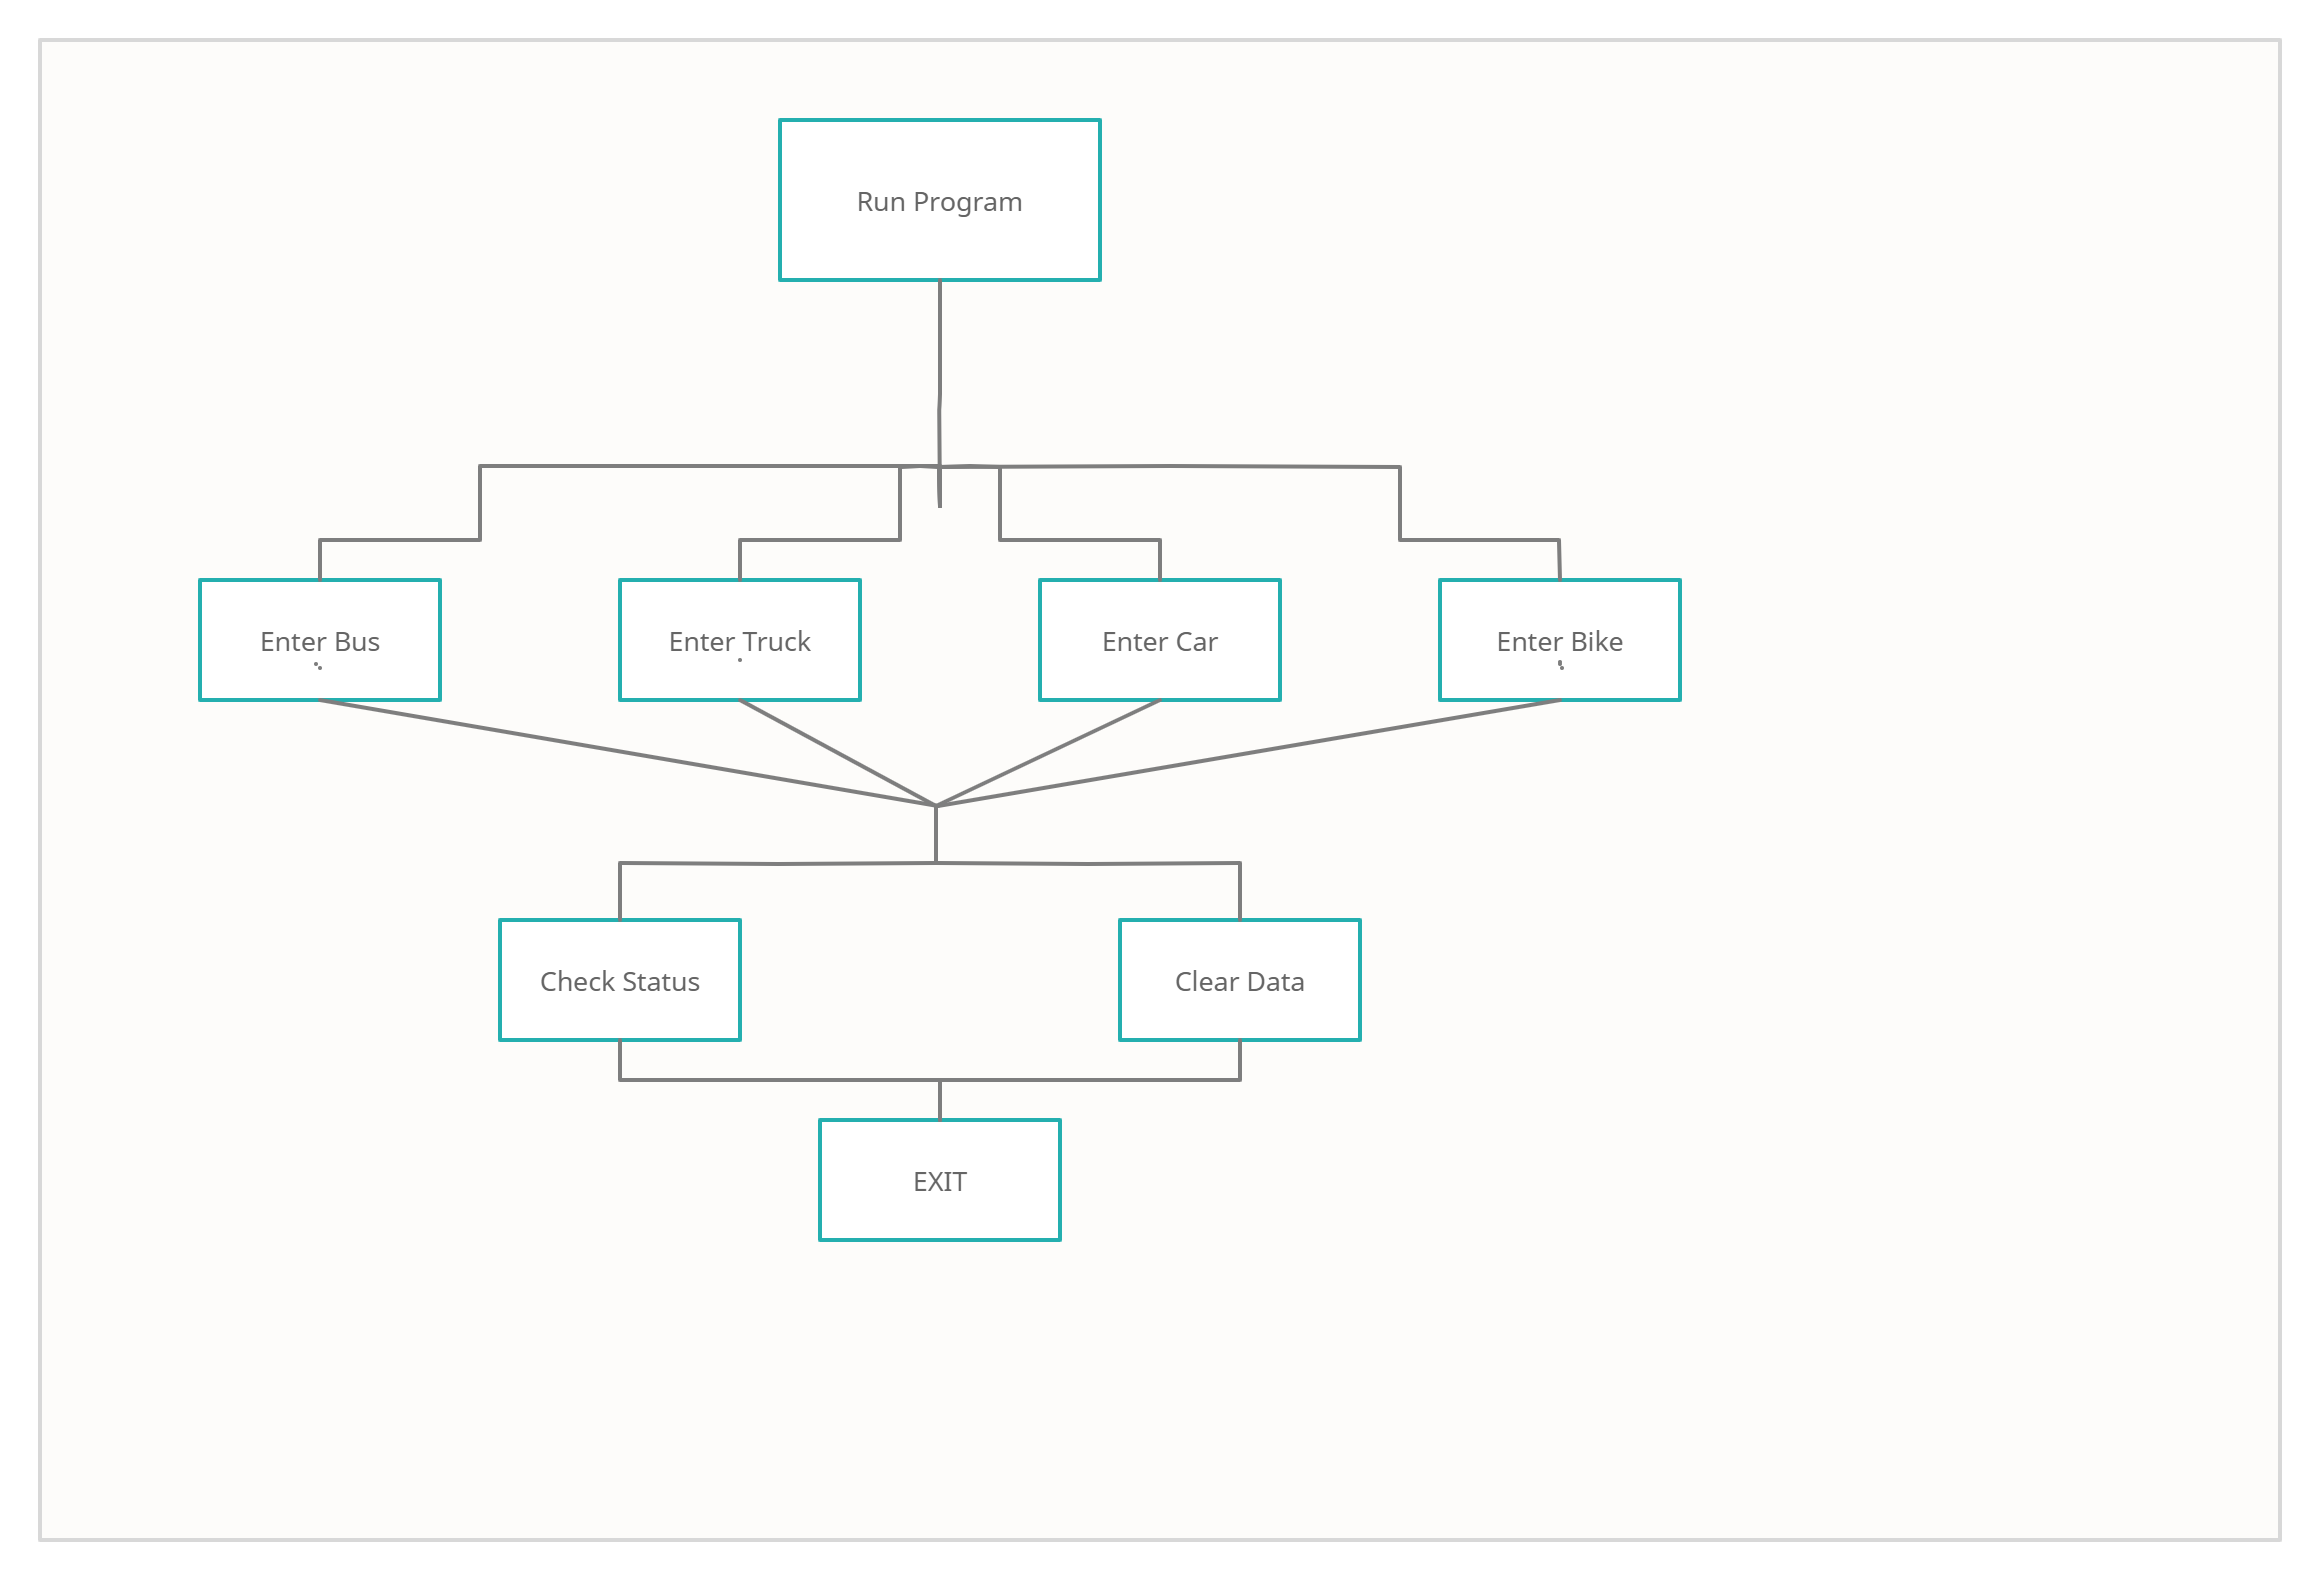 Run Program
Enter Bus
Enter Truck
Enter Car
Enter Bike
Check Status
Clear Data
EXIT